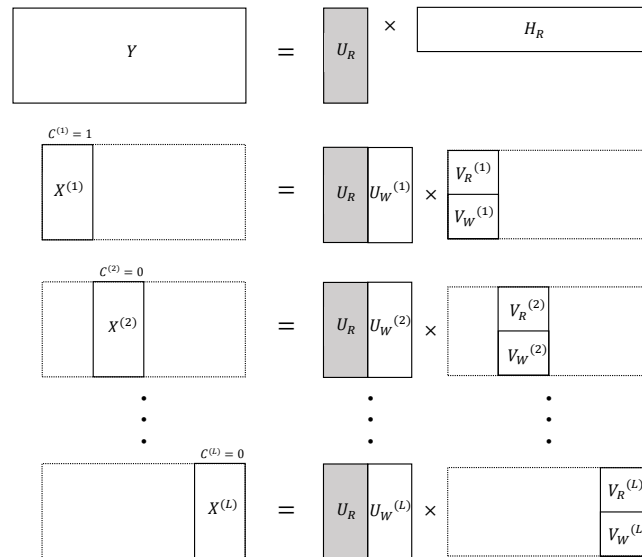 Y = U_R × H_R
C^(1) = 1
X^(1) = U_R U_W^(1) × V_R^(1)
V_W^(1)
C^(2) = 0
X^(2) = U_R U_W^(2) × V_R^(2)
V_W^(2)
C^(L) = 0
X^(L) = U_R U_W^(L) × V_R^(L)
V_W^(L)